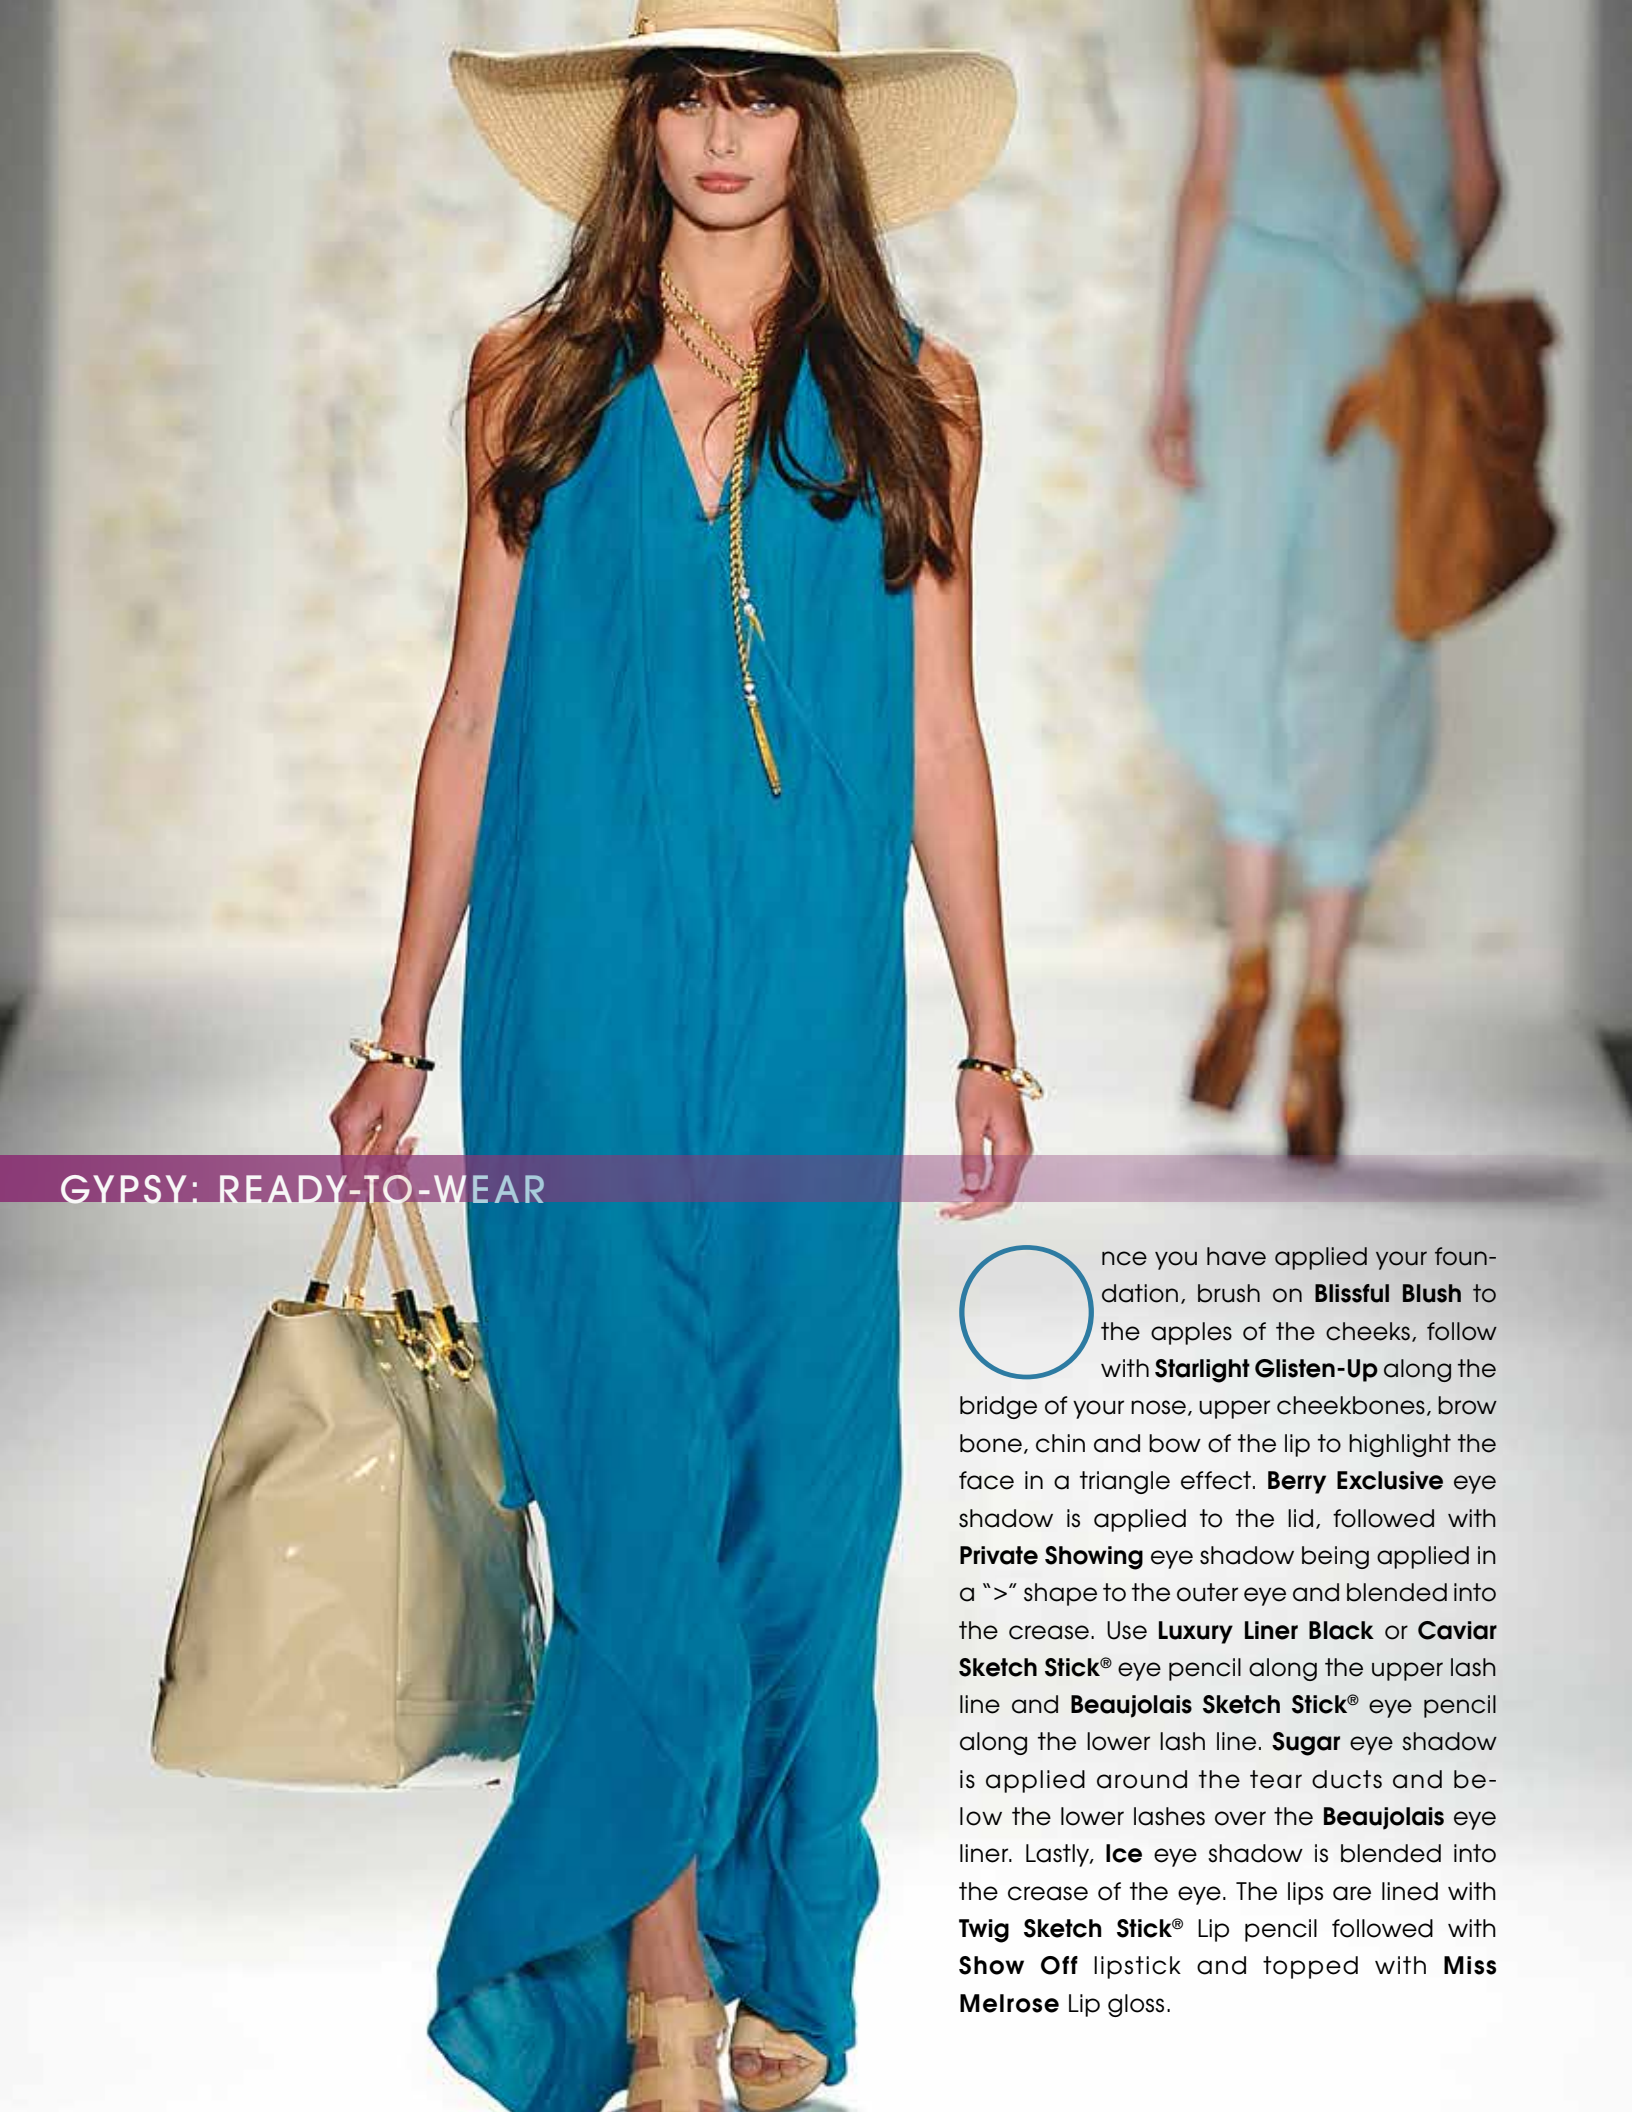 GYPSY: READY-TO-WEAR
Once you have applied your foun-
dation, brush on Blissful Blush to
the apples of the cheeks, follow
with Starlight Glisten-Up along the
bridge of your nose, upper cheekbones, brow
bone, chin and bow of the lip to highlight the
face in a triangle effect. Berry Exclusive eye
shadow is applied to the lid, followed with
Private Showing eye shadow being applied in
a “>” shape to the outer eye and blended into
the crease. Use Luxury Liner Black or Caviar
Sketch Stick® eye pencil along the upper lash
line and Beaujolais Sketch Stick® eye pencil
along the lower lash line. Sugar eye shadow
is applied around the tear ducts and be-
low the lower lashes over the Beaujolais eye
liner. Lastly, Ice eye shadow is blended into
the crease of the eye. The lips are lined with
Twig Sketch Stick® Lip pencil followed with
Show Off lipstick and topped with Miss
Melrose Lip gloss.